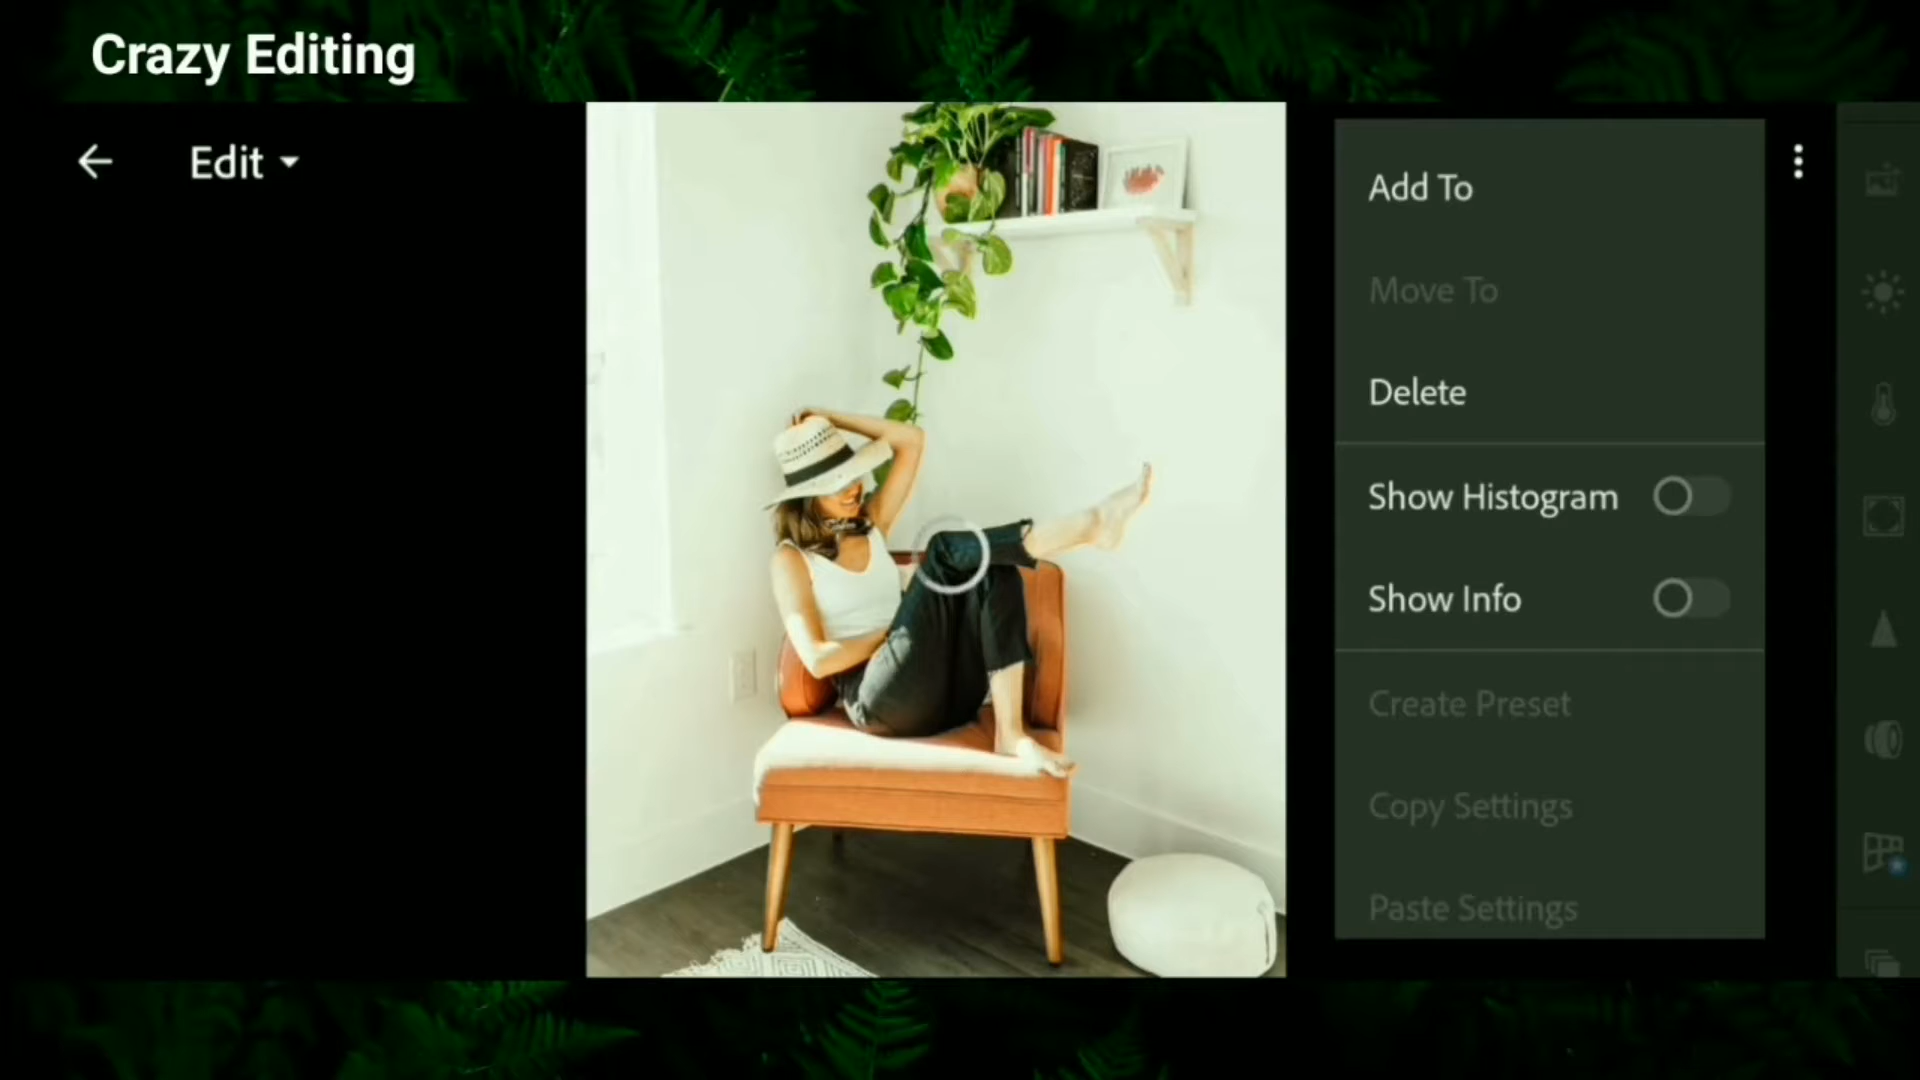 Crazy Editing
Edit
Add To
Move To
Delete
Show Histogram
Show Info
Create Preset
Copy Settings
Paste Settings